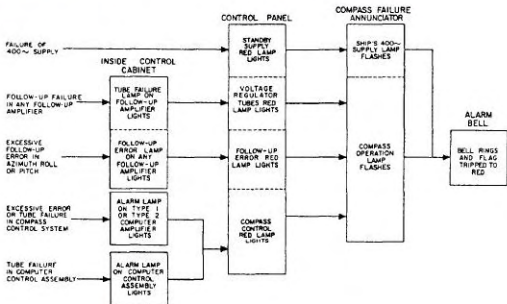 CONTROL PANEL
COMPASS FAILURE
ANNUNCIATOR
FAILURE OF
400~ SUPPLY
STANDBY
SUPPLY
RED LAMP
LIGHTS
SHIP'S 400~
SUPPLY LAMP
FLASHES
INSIDE CONTROL
CABINET
FOLLOW-UP FAILURE
IN ANY FOLLOW-UP
AMPLIFIER
TUBE FAILURE
LAMP ON
FOLLOW-UP
AMPLIFIER
LIGHTS
VOLTAGE
REGULATOR
TUBES RED
LAMP LIGHTS
ALARM
BELL
EXCESSIVE
FOLLOW-UP
ERROR IN
AZIMUTH ROLL
OR PITCH
FOLLOW-UP
ERROR LAMP
ON ANY
FOLLOW-UP
AMPLIFIER
LIGHTS
FOLLOW-UP
ERROR RED
LAMP LIGHTS
COMPASS
OPERATION
LAMP
FLASHES
BELL RINGS
AND FLAG
TRIPPED TO
RED
EXCESSIVE ERROR
OR TUBE FAILURE
IN COMPASS
CONTROL SYSTEM
ALARM LAMP
ON TYPE 1
OR TYPE 2
COMPUTER
AMPLIFIER
LIGHTS
COMPASS
CONTROL
RED LAMP
LIGHTS
TUBE FAILURE
IN COMPUTER
CONTROL ASSEMBLY
ALARM LAMP
ON COMPUTER
CONTROL
ASSEMBLY
LIGHTS